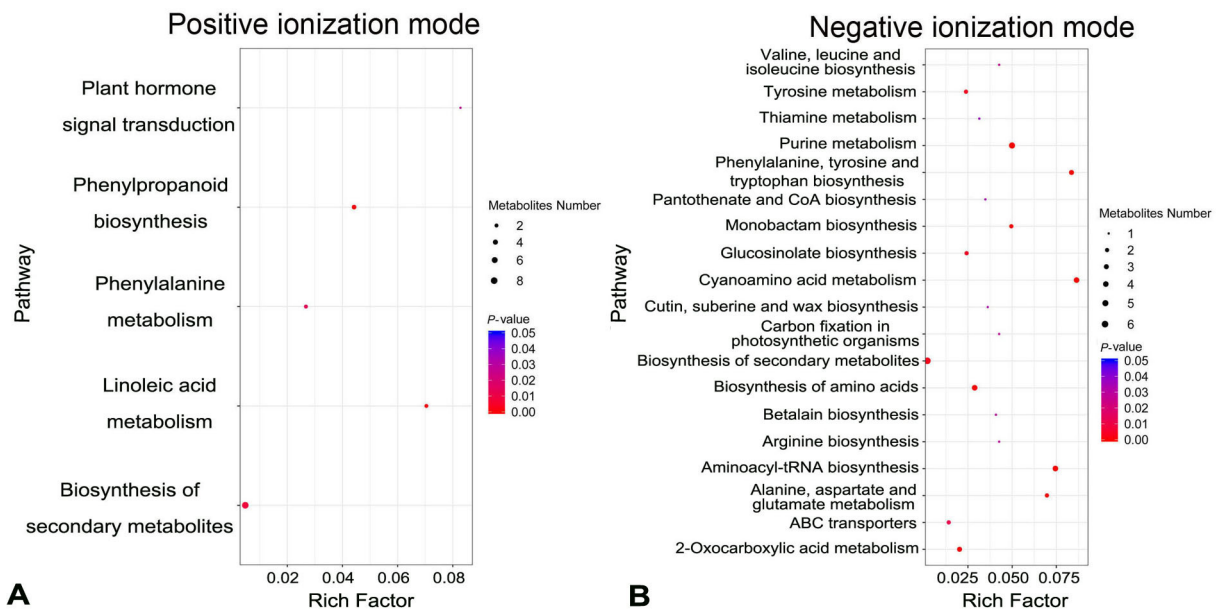 Positive ionization mode
Plant hormone
signal transduction
Phenylpropanoid
biosynthesis
Phenylalanine
metabolism
Linoleic acid
metabolism
Biosynthesis of
secondary metabolites
Pathway
0.02 0.04 0.06 0.08
Rich Factor
Metabolites Number
2
4
6
8
P-value
0.05
0.04
0.03
0.02
0.01
0.00
A
Negative ionization mode
Valine, leucine and
isoleucine biosynthesis
Tyrosine metabolism
Thiamine metabolism
Purine metabolism
Phenylalanine, tyrosine and
tryptophan biosynthesis
Pantothenate and CoA biosynthesis
Monobactam biosynthesis
Glucosinolate biosynthesis
Cyanoamino acid metabolism
Cutin, suberine and wax biosynthesis
Carbon fixation in
photosynthetic organisms
Biosynthesis of secondary metabolites
Biosynthesis of amino acids
Betalain biosynthesis
Arginine biosynthesis
Aminoacyl-tRNA biosynthesis
Alanine, aspartate and
glutamate metabolism
ABC transporters
2-Oxocarboxylic acid metabolism
Pathway
0.025 0.050 0.075
Rich Factor
Metabolites Number
1
2
3
4
5
6
P-value
0.05
0.04
0.03
0.02
0.01
0.00
B